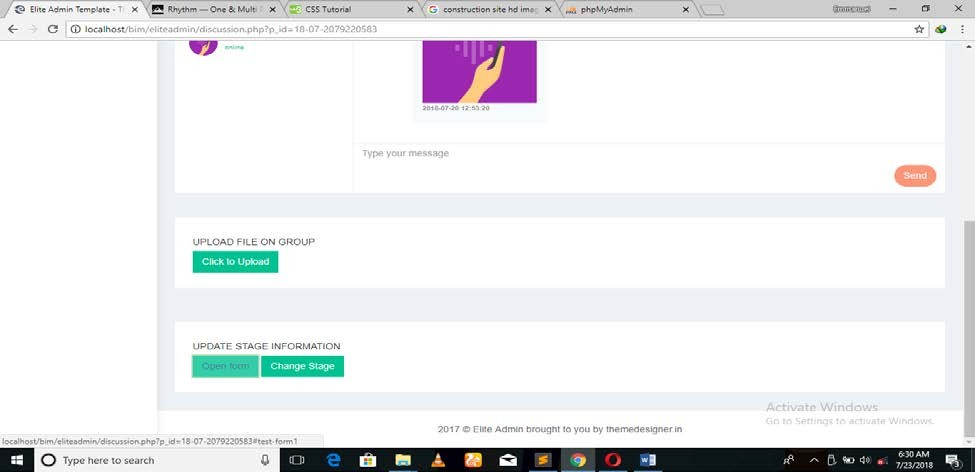 Elite Admin Template - Th
Rhythm — One & Multi P
CSS Tutorial
construction site hd imag
phpMyAdmin
Emmanuel
localhost/bim/eliteadmin/discussion.php?p_id=18-07-2079220583
online
2018-07-20 12:53:20
Type your message
Send
UPLOAD FILE ON GROUP
Click to Upload
UPDATE STAGE INFORMATION
Open form
Change Stage
Activate Windows
Go to Settings to activate Windows.
2017 © Elite Admin brought to you by themedesigner.in
localhost/bim/eliteadmin/discussion.php?p_id=18-07-2079220583#test-form1
Type here to search
6:30 AM
7/23/2018